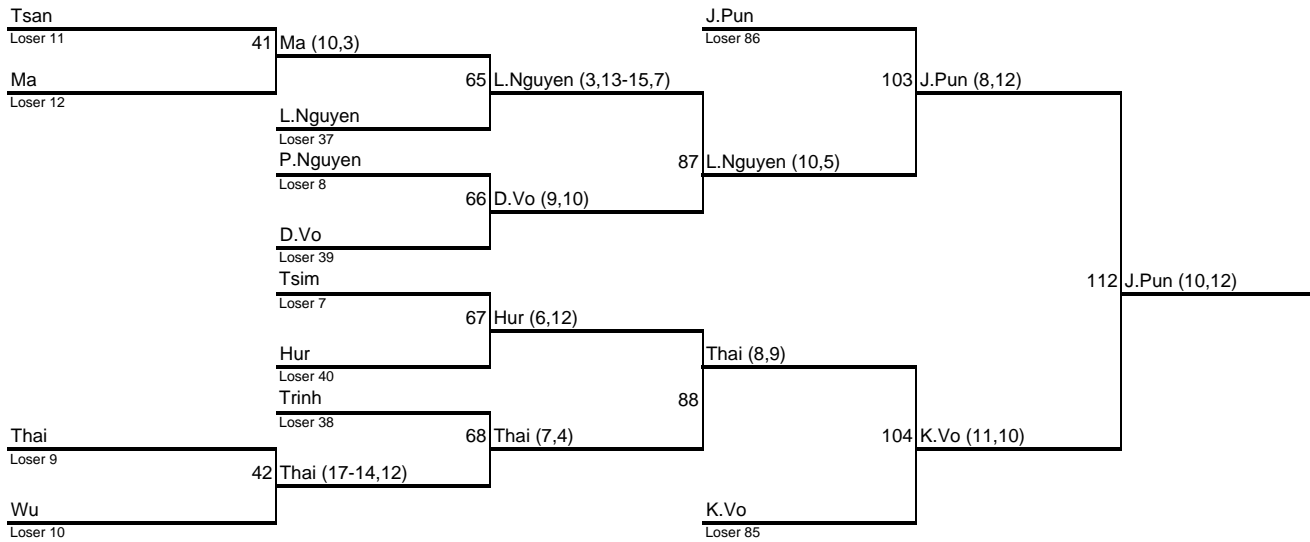 Tsan
Loser 11
41 Ma (10,3)
Ma
Loser 12
65 L.Nguyen (3,13-15,7)
L.Nguyen
Loser 37
P.Nguyen
Loser 8
66 D.Vo (9,10)
D.Vo
Loser 39
87 L.Nguyen (10,5)
J.Pun
Loser 86
103 J.Pun (8,12)
Tsim
Loser 7
67 Hur (6,12)
Hur
Loser 40
Trinh
Loser 38
68 Thai (7,4)
Thai
Loser 9
42 Thai (17-14,12)
Wu
Loser 10
Thai (8,9)
88
104 K.Vo (11,10)
K.Vo
Loser 85
112 J.Pun (10,12)